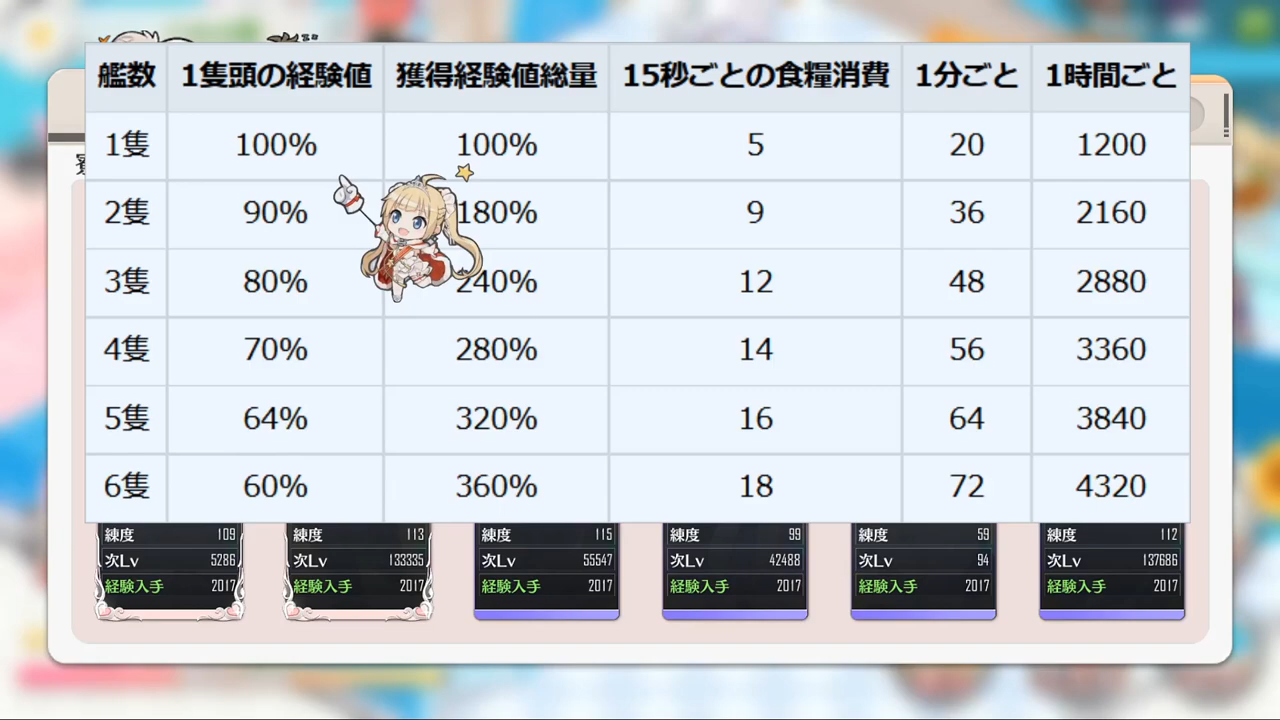 艦数 1隻頭の経験値 獲得経験値総量 15秒ごとの食糧消費 1分ごと 1時間ごと
1隻 100% 100% 5 20 1200
2隻 90% 180% 9 36 2160
3隻 80% 240% 12 48 2880
4隻 70% 280% 14 56 3360
5隻 64% 320% 16 64 3840
6隻 60% 360% 18 72 4320
練度 109 練度 113 練度 115 練度 99 練度 59 練度 112
次Lv 5286 次Lv 133335 次Lv 55547 次Lv 42488 次Lv 94 次Lv 137686
経験入手 2017 経験入手 2017 経験入手 2017 経験入手 2017 経験入手 2017 経験入手 2017